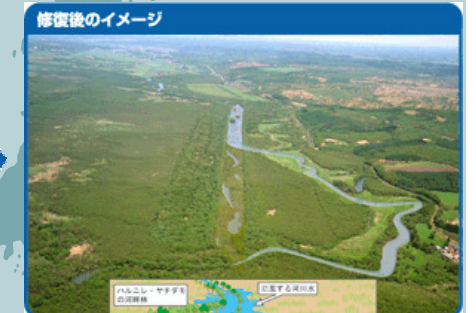 修復後のイメージ
ハルニレ・ヤチダモ
の河畔林
氾濫する河川水